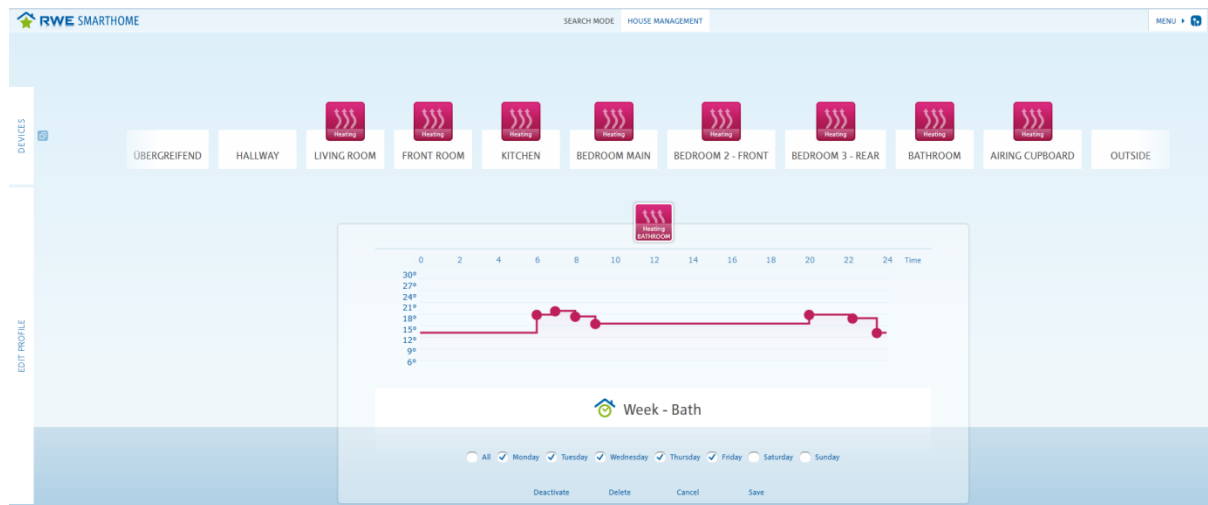 RWE SMARTHOME
SEARCH MODE HOUSE MANAGEMENT
MENU
DEVICES
Heating Heating Heating Heating Heating Heating Heating Heating
ÜBERGREIFEND HALLWAY LIVING ROOM FRONT ROOM KITCHEN BEDROOM MAIN BEDROOM 2 - FRONT BEDROOM 3 - REAR BATHROOM AIRING CUPBOARD OUTSIDE
EDIT PROFILE
Heating
BATHROOM
0 2 4 6 8 10 12 14 16 18 20 22 24 Time
30°
27°
24°
21°
18°
15°
12°
9°
6°
Week - Bath
All Monday Tuesday Wednesday Thursday Friday Saturday Sunday
Deactivate Delete Cancel Save